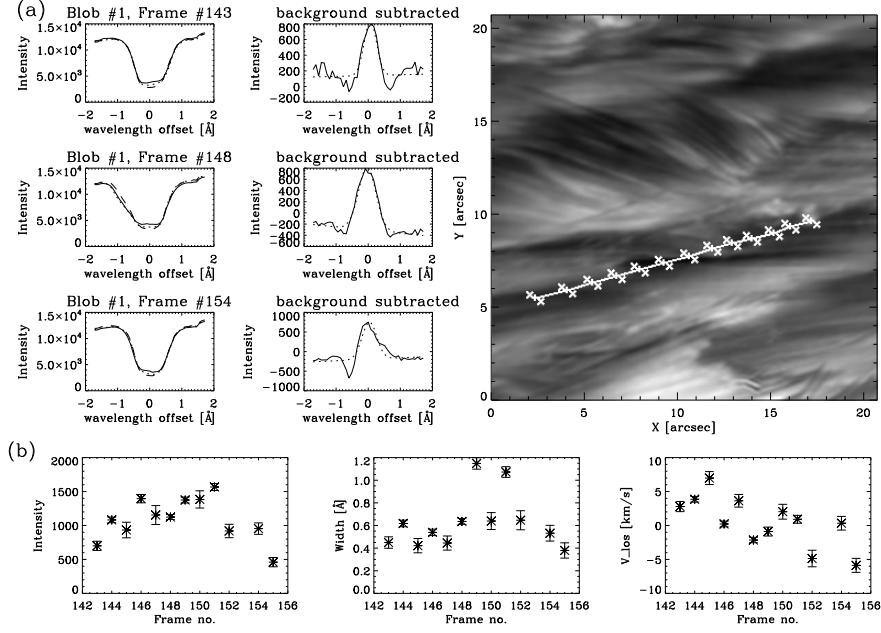 (a)
Blob #1, Frame #143
Intensity
1.5×10⁴
1.0×10⁴
5.0×10³
0
−2 −1 0 1 2
wavelength offset [Å]
background subtracted
Intensity
800
600
400
200
0
−200
−2 −1 0 1 2
wavelength offset [Å]
Blob #1, Frame #148
Intensity
1.5×10⁴
1.0×10⁴
5.0×10³
0
−2 −1 0 1 2
wavelength offset [Å]
background subtracted
Intensity
800
600
400
200
0
−200
−400
−600
−2 −1 0 1 2
wavelength offset [Å]
Blob #1, Frame #154
Intensity
1.5×10⁴
1.0×10⁴
5.0×10³
0
−2 −1 0 1 2
wavelength offset [Å]
background subtracted
Intensity
1000
500
0
−500
−1000
−2 −1 0 1 2
wavelength offset [Å]
Y [arcsec]
20
15
10
5
0
0 5 10 15 20
X [arcsec]
(b)
Intensity
2000
1500
1000
500
0
142 144 146 148 150 152 154 156
Frame no.
Width [Å]
1.2
1.0
0.8
0.6
0.4
0.2
0.0
142 144 146 148 150 152 154 156
Frame no.
V_los [km/s]
10
5
0
−5
−10
142 144 146 148 150 152 154 156
Frame no.